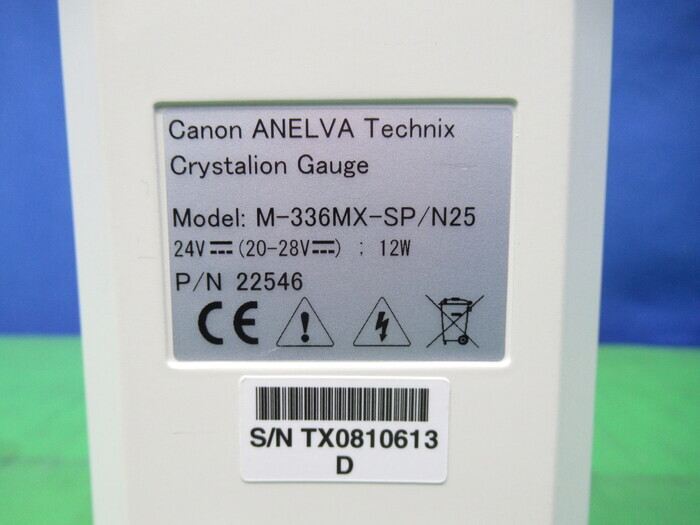 Canon ANELVA Technix
Crystalion Gauge
Model: M-336MX-SP/N25
24V⎓(20-28V⎓) : 12W
P/N 22546
CE
S/N TX0810613
D